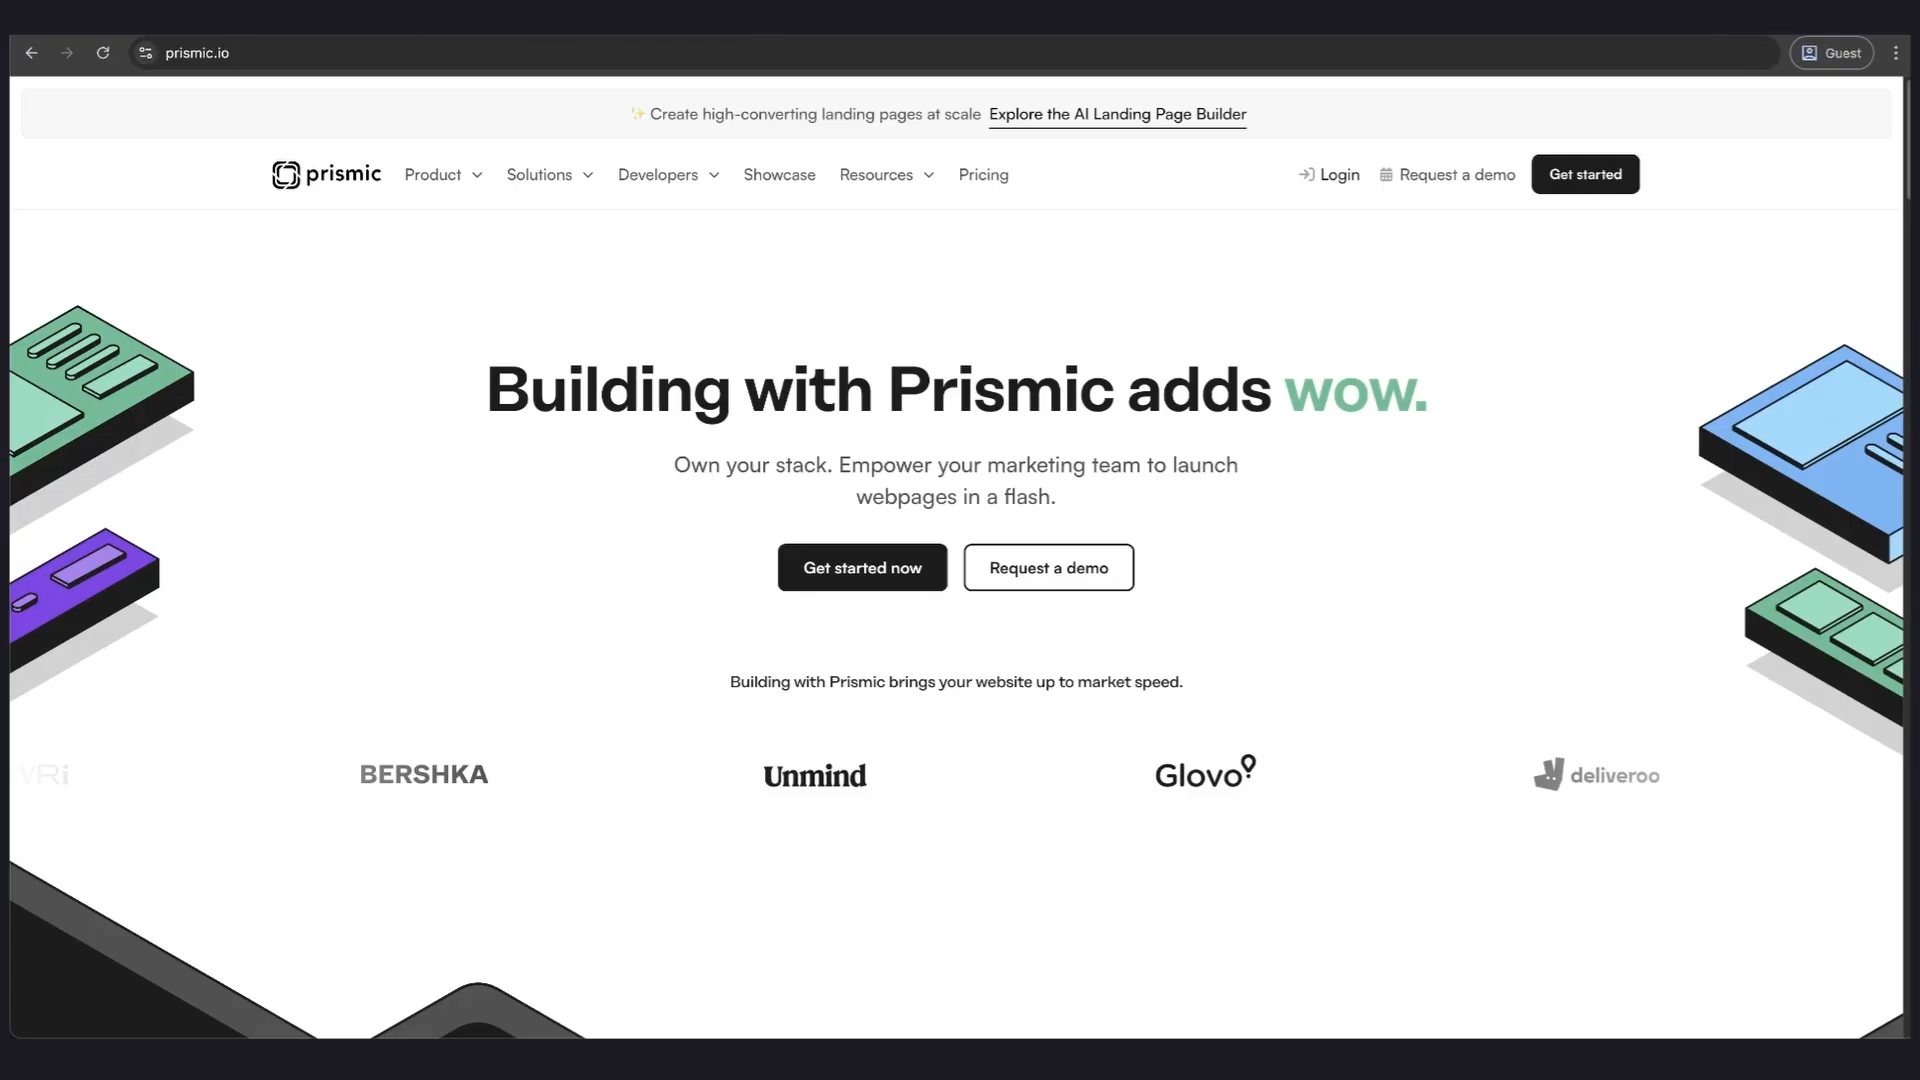 prismic.io
Guest
✨ Create high-converting landing pages at scale Explore the AI Landing Page Builder
prismic
Product
Solutions
Developers
Showcase
Resources
Pricing
Login
Request a demo
Get started
Building with Prismic adds wow.
Own your stack. Empower your marketing team to launch
webpages in a flash.
Get started now
Request a demo
Building with Prismic brings your website up to market speed.
VRi
BERSHKA
Unmind
Glovo
deliveroo